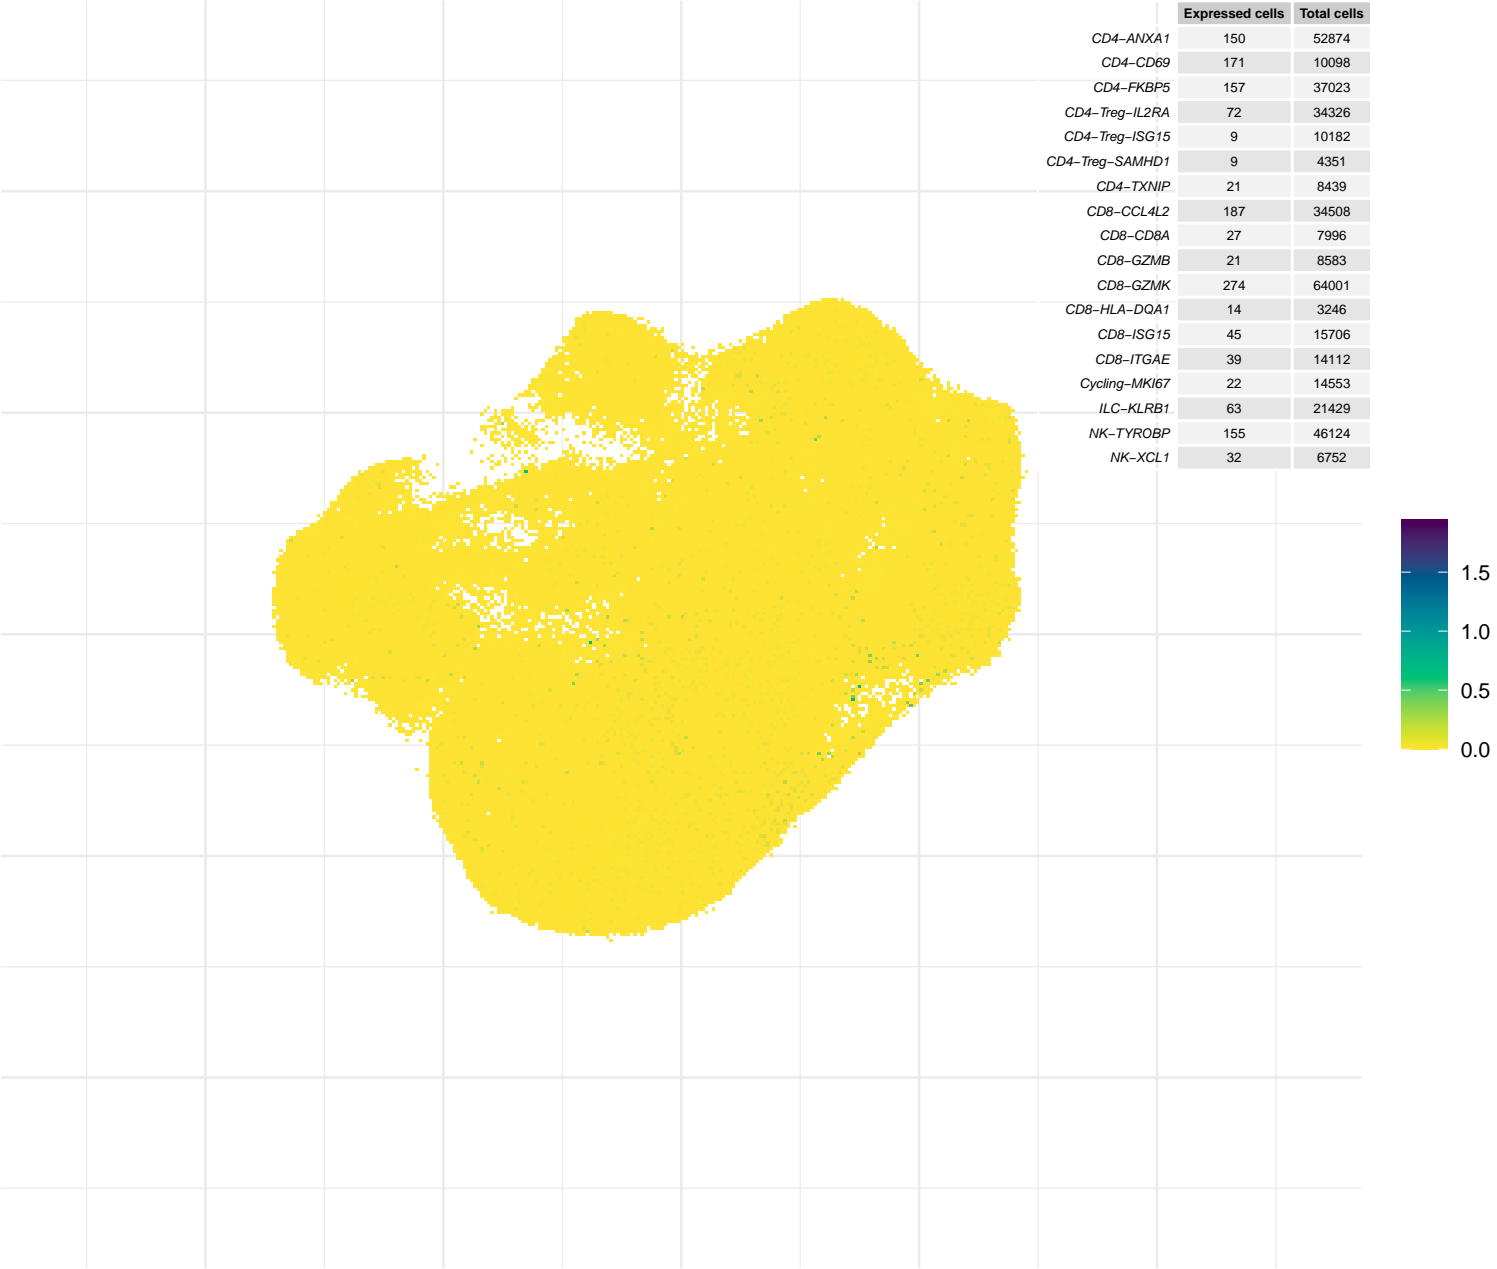 Expressed cells Total cells
CD4−ANXA1 150 52874
CD4−CD69 171 10098
CD4−FKBP5 157 37023
CD4−Treg−IL2RA 72 34326
CD4−Treg−ISG15 9 10182
CD4−Treg−SAMHD1 9 4351
CD4−TXNIP 21 8439
CD8−CCL4L2 187 34508
CD8−CD8A 27 7996
CD8−GZMB 21 8583
CD8−GZMK 274 64001
CD8−HLA−DQA1 14 3246
CD8−ISG15 45 15706
CD8−ITGAE 39 14112
Cycling−MKI67 22 14553
ILC−KLRB1 63 21429
NK−TYROBP 155 46124
NK−XCL1 32 6752
1.5
1.0
0.5
0.0